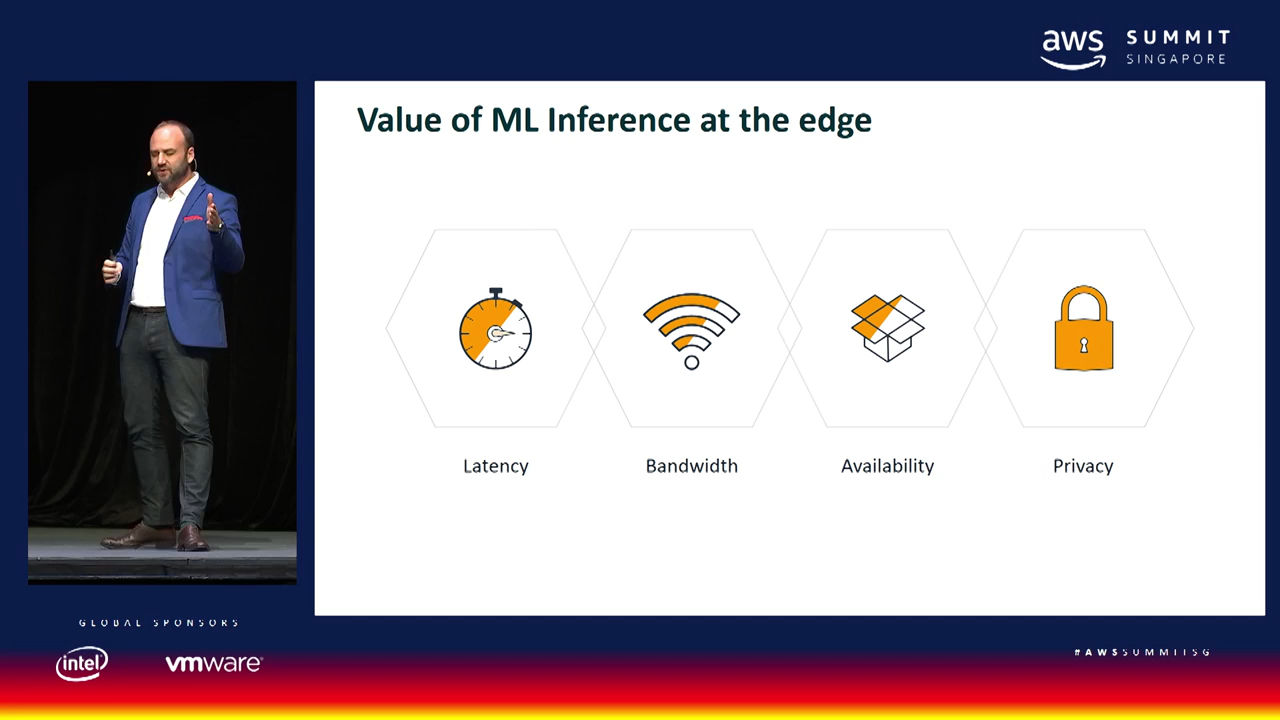 aws SUMMIT
SINGAPORE
Value of ML Inference at the edge
Latency
Bandwidth
Availability
Privacy
GLOBAL SPONSORS
intel
vmware
#AWSSUMMITSG